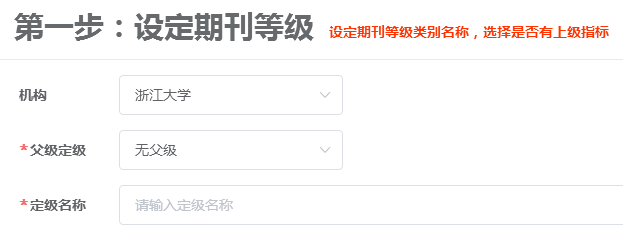 第一步：设定期刊等级 设定期刊等级类别名称，选择是否有上级指标
机构 浙江大学
*父级定级 无父级
*定级名称 请输入定级名称